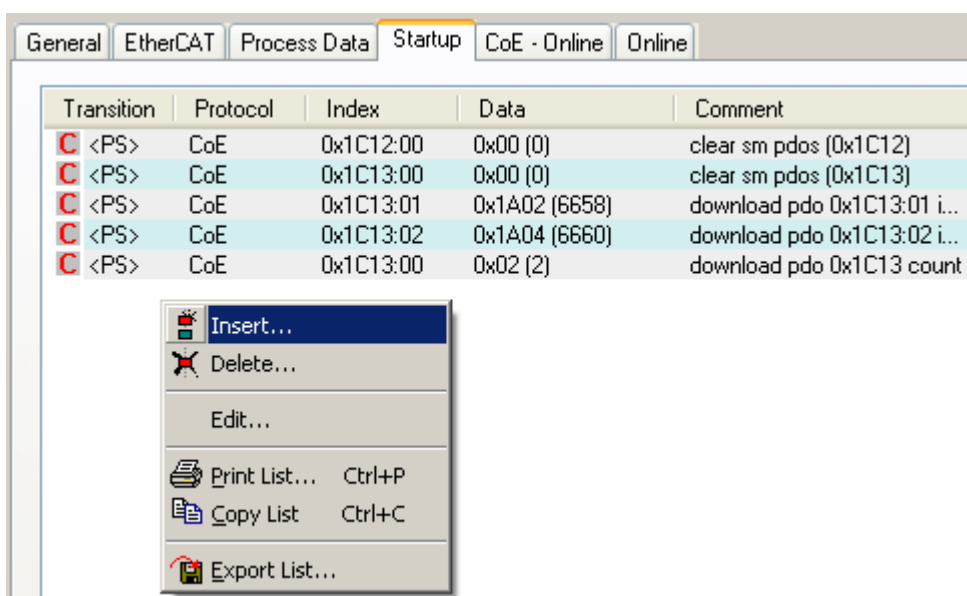 General EtherCAT Process Data Startup CoE - Online Online
Transition Protocol Index Data Comment
C <PS> CoE 0x1C12:00 0x00 (0) clear sm pdos (0x1C12)
C <PS> CoE 0x1C13:00 0x00 (0) clear sm pdos (0x1C13)
C <PS> CoE 0x1C13:01 0x1A02 (6658) download pdo 0x1C13:01 i...
C <PS> CoE 0x1C13:02 0x1A04 (6660) download pdo 0x1C13:02 i...
C <PS> CoE 0x1C13:00 0x02 (2) download pdo 0x1C13 count
Insert...
Delete...
Edit...
Print List... Ctrl+P
Copy List Ctrl+C
Export List...